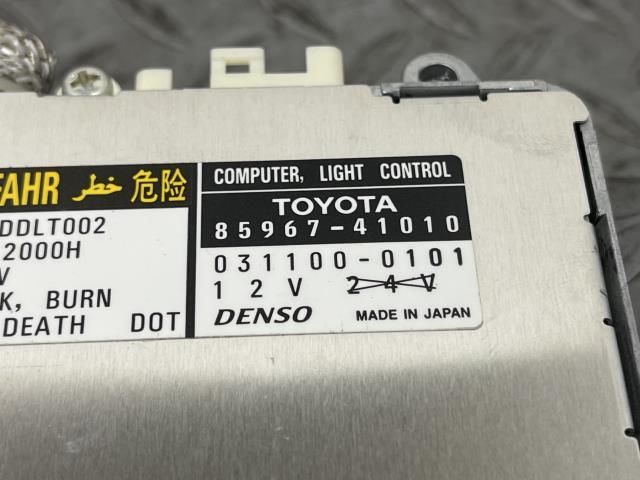 FAHR خطر 危险
DDLT002
2000H
V
K, BURN
DEATH DOT
COMPUTER, LIGHT CONTROL
TOYOTA
85967-41010
031100-0101
12V 24V
DENSO MADE IN JAPAN